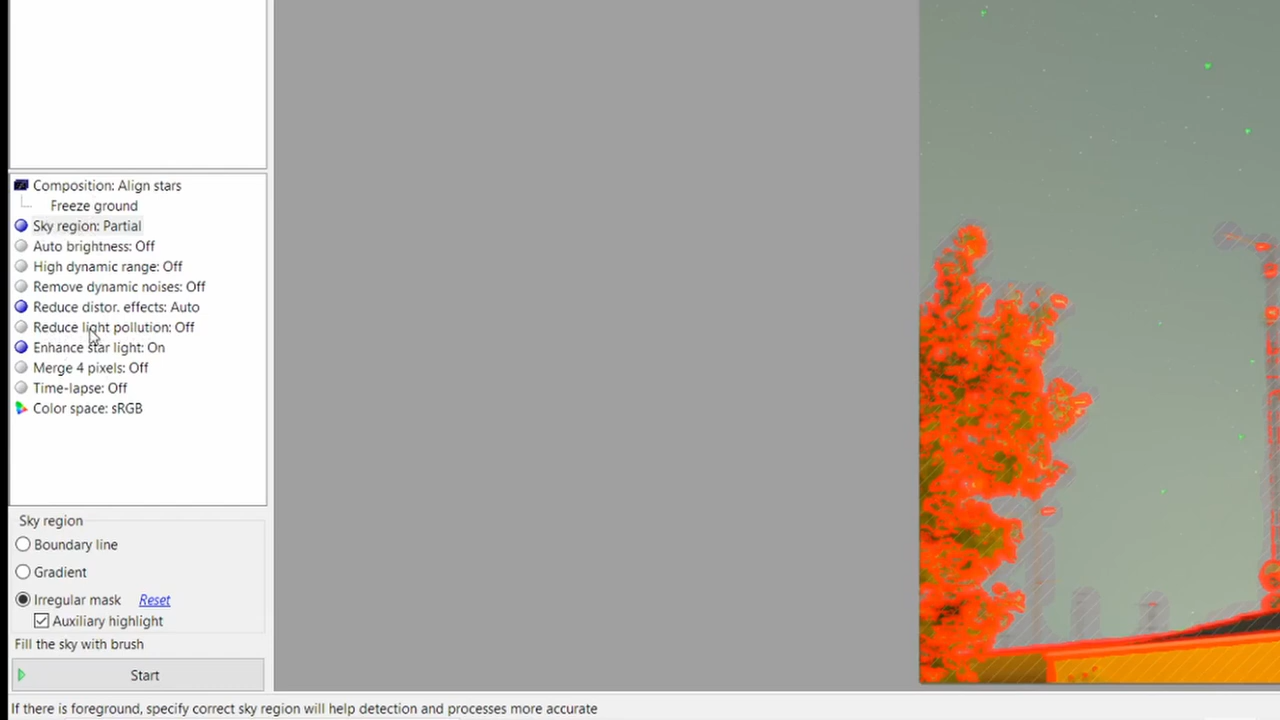 Composition: Align stars
Freeze ground
Sky region: Partial
Auto brightness: Off
High dynamic range: Off
Remove dynamic noises: Off
Reduce distor. effects: Auto
Reduce light pollution: Off
Enhance star light: On
Merge 4 pixels: Off
Time-lapse: Off
Color space: sRGB
Sky region
Boundary line
Gradient
Irregular mask Reset
Auxiliary highlight
Fill the sky with brush
Start
If there is foreground, specify correct sky region will help detection and processes more accurate